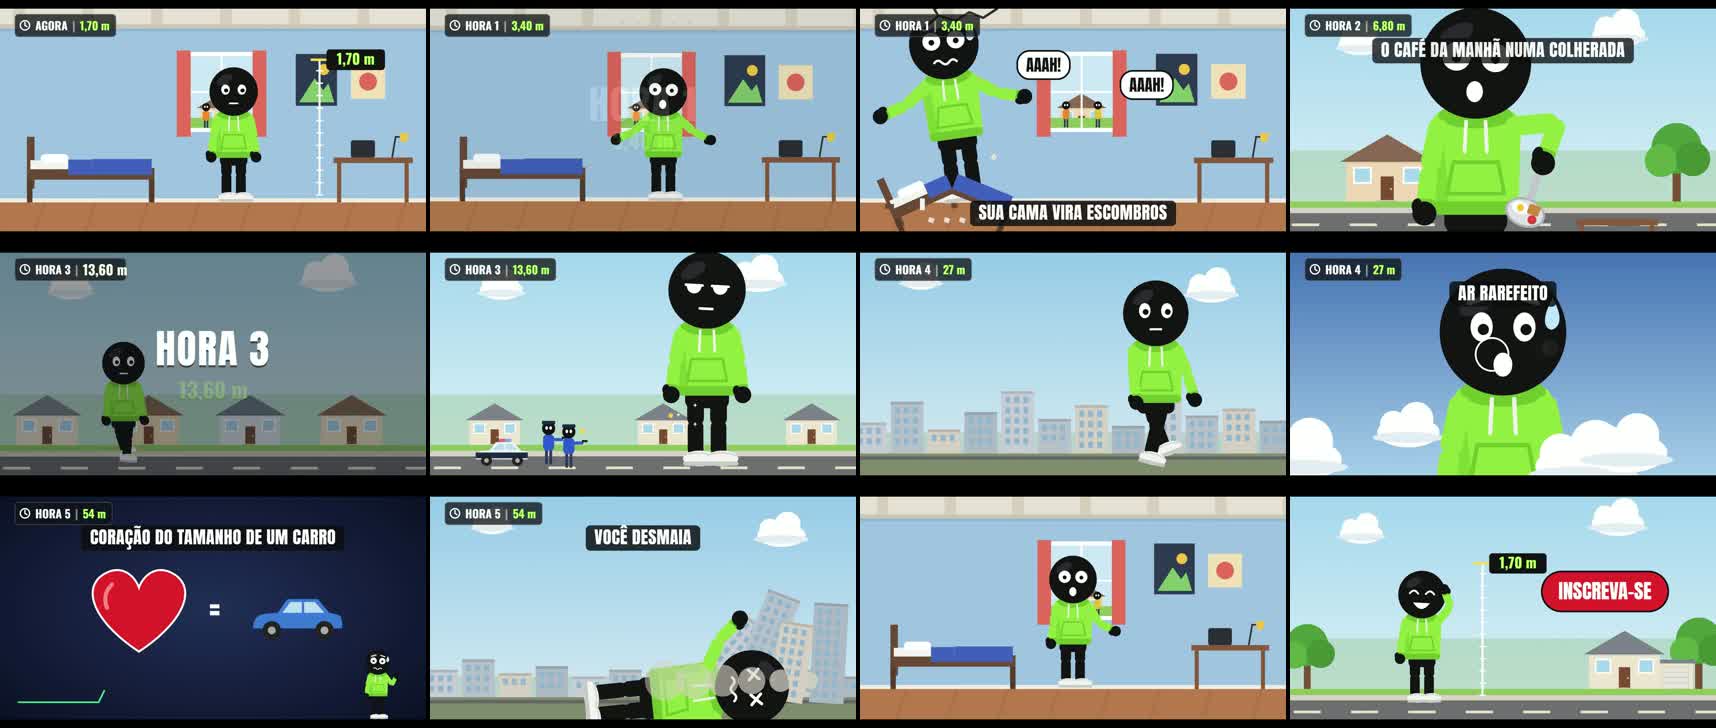 AGORA | 1,70 m
1,70 m
HORA 1 | 3,40 m
HORA 1 | 3,40 m
AAAH!
AAAH!
SUA CAMA VIRA ESCOMBROS
HORA 2 | 6,80 m
O CAFÉ DA MANHÃ NUMA COLHERADA
HORA 3 | 13,60 m
HORA 3
13,60 m
HORA 3 | 13,60 m
HORA 4 | 27 m
HORA 4 | 27 m
AR RAREFEITO
HORA 5 | 54 m
CORAÇÃO DO TAMANHO DE UM CARRO
=
HORA 5 | 54 m
VOCÊ DESMAIA
1,70 m
INSCREVA-SE